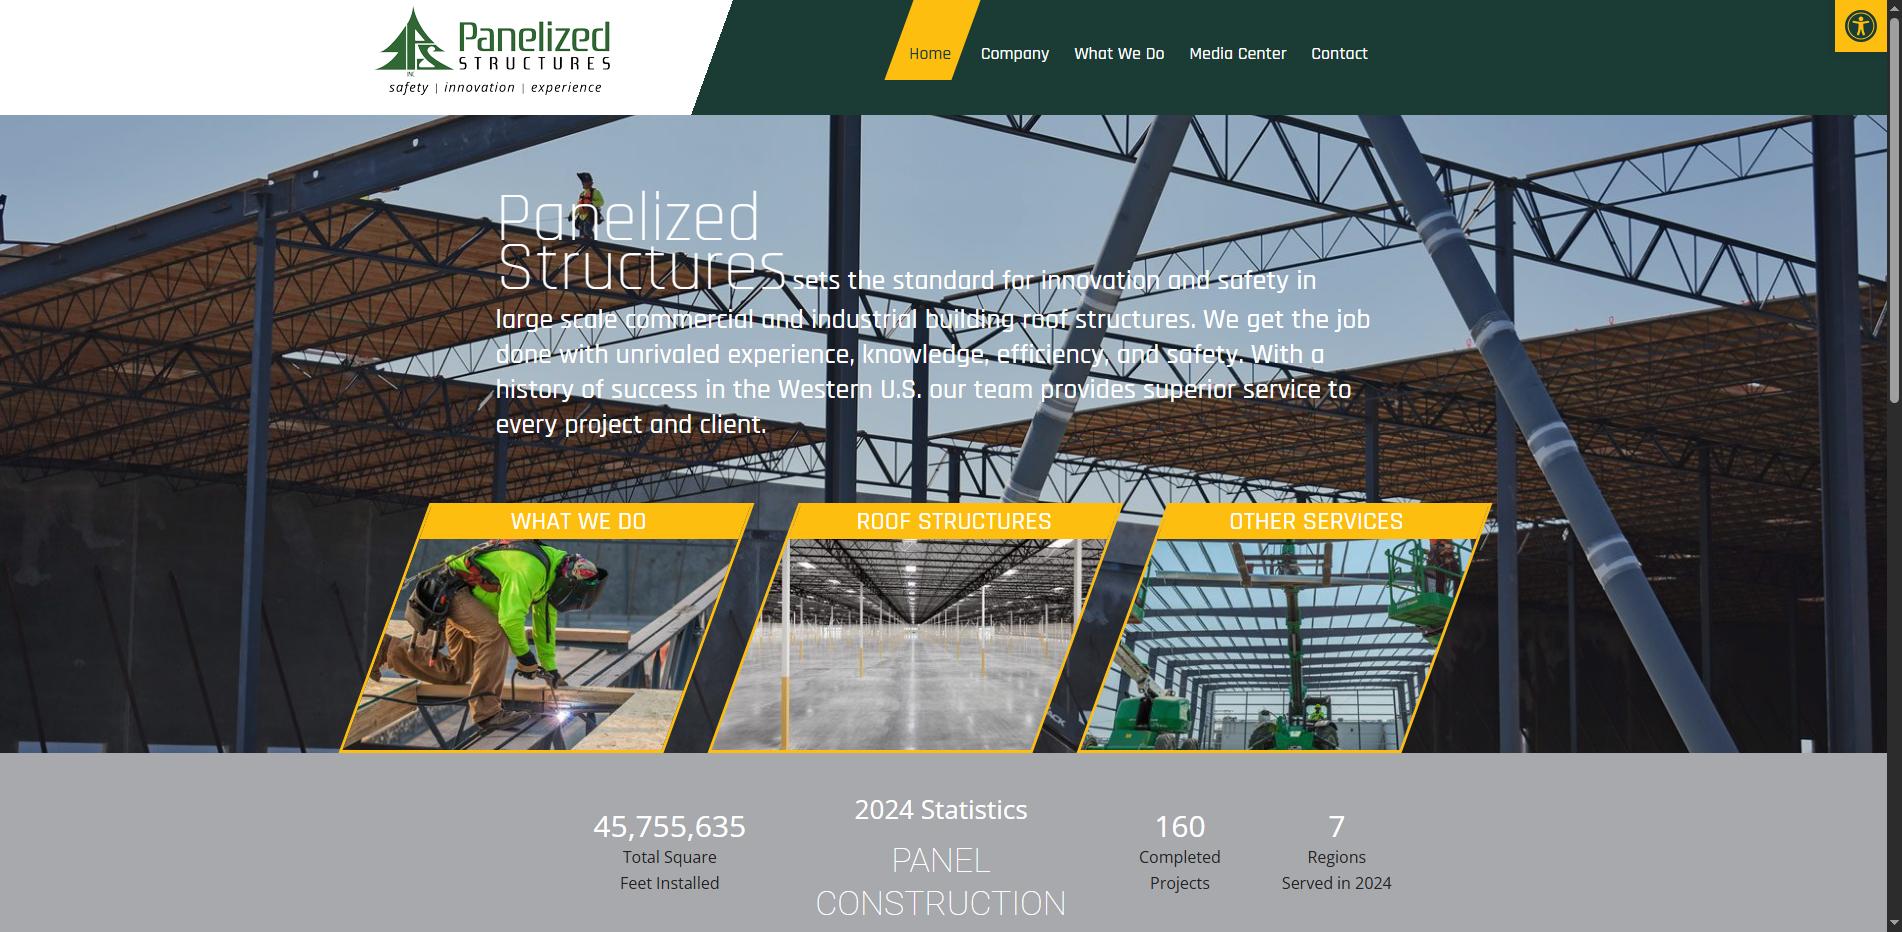 Panelized
STRUCTURES
INC
safety | innovation | experience
Home Company What We Do Media Center Contact
Panelized
Structures sets the standard for innovation and safety in
large scale commercial and industrial building roof structures. We get the job
done with unrivaled experience, knowledge, efficiency, and safety. With a
history of success in the Western U.S. our team provides superior service to
every project and client.
WHAT WE DO
ROOF STRUCTURES
OTHER SERVICES
45,755,635
Total Square
Feet Installed
2024 Statistics
PANEL
CONSTRUCTION
160
Completed
Projects
7
Regions
Served in 2024